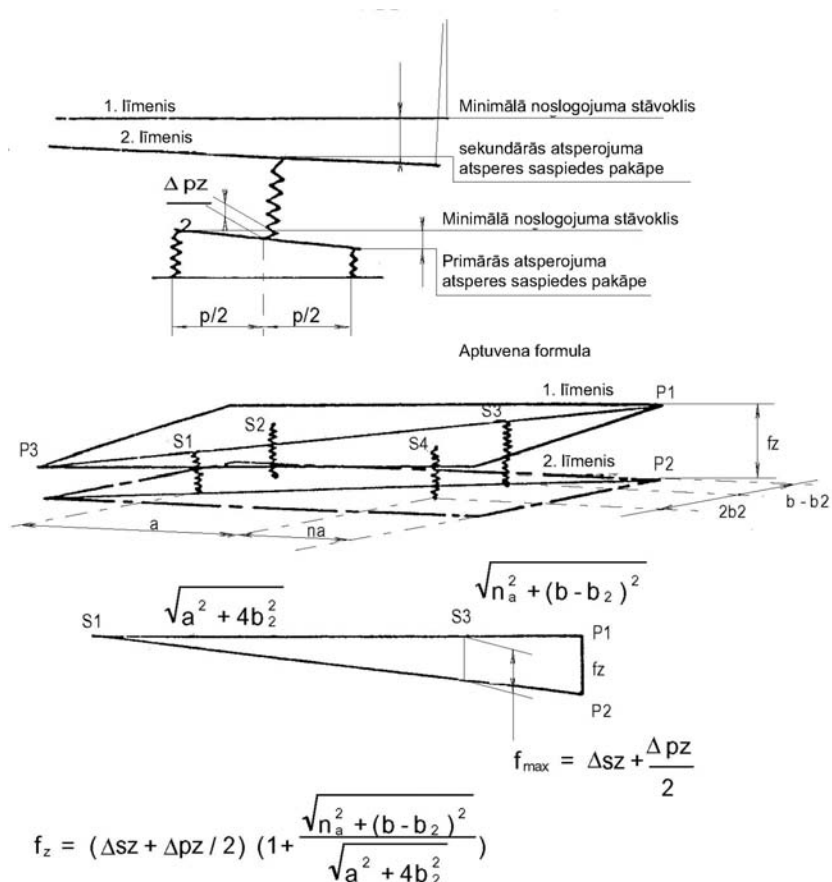 1. līmenis
Minimālā noslogojuma stāvoklis
2. līmenis
sekundārās atsperojuma
atsperes saspiedes pakāpe
Δ pz
2
Minimālā noslogojuma stāvoklis
Primārās atsperojuma
atsperes saspiedes pakāpe
p/2 p/2
Aptuvena formula
1. līmenis
P1
S3
S2
S1
S4
P3
fz
2. līmenis
P2
a
na
2b2
b - b2
√(a² + 4b₂²)
√(nₐ² + (b - b₂)²)
S1
S3
P1
fz
P2
f_max = Δsz + Δ pz / 2
f_z = (Δsz + Δpz / 2) (1+ √(nₐ² + (b - b₂)²) / √(a² + 4b₂²) )